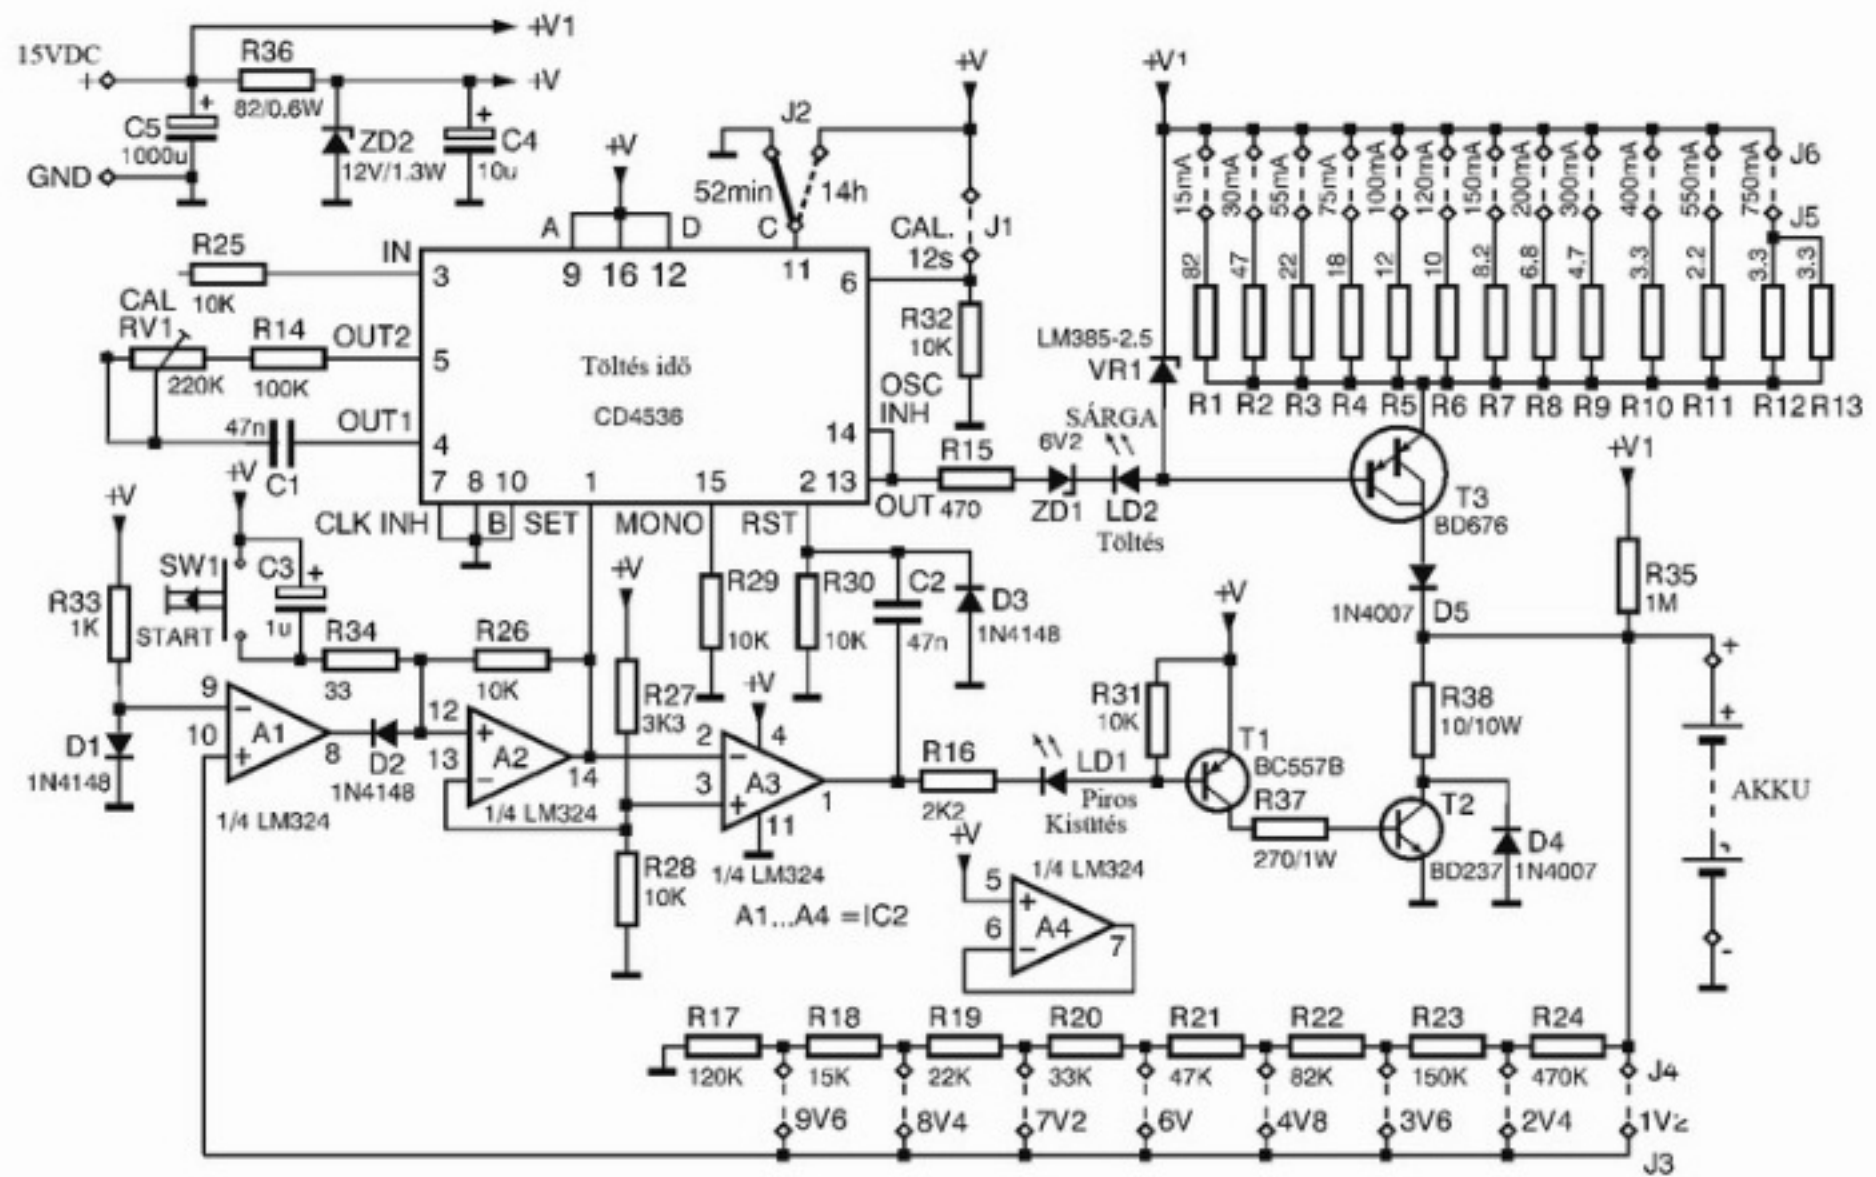 15VDC
+
GND
+V1
+V
R36
82/0.6W
C5
+
1000u
ZD2
12V/1.3W
C4
+
10u
+V
J2
52min
14h
+V
CAL.
12s
J1
+V1
15mA
30mA
55mA
75mA
100mA
120mA
150mA
200mA
300mA
400mA
550mA
750mA
J6
J5
82
47
22
18
12
10
8.2
6.8
4.7
3.3
2.2
3.3
3.3
R1
R2
R3
R4
R5
R6
R7
R8
R9
R10
R11
R12
R13
R25
10K
IN
3
A
9
16
D
12
C
11
6
CAL
RV1
220K
R14
100K
OUT2
5
47n
C1
OUT1
4
Töltés idő
CD4536
R32
10K
OSC
INH
14
7
8
10
1
15
2
13
CLK INH
B
SET
MONO
RST
OUT
R15
470
6V2
ZD1
SÁRGA
LD2
Töltés
LM385-2.5
VR1
T3
BD676
+V1
R35
1M
1N4007
D5
+V
R33
1K
+V
SW1
START
C3
+
1u
R34
33
R26
10K
+V
R27
3K3
R28
10K
R29
10K
R30
10K
C2
47n
D3
1N4148
D1
1N4148
9
−
10
+
A1
8
1/4 LM324
D2
1N4148
12
+
13
−
A2
14
1/4 LM324
+V
2
−
3
+
4
A3
11
1
1/4 LM324
A1...A4 =IC2
R16
2K2
LD1
Piros
Kisütés
+V
R31
10K
T1
BC557B
R37
270/1W
R38
10/10W
T2
BD237
D4
1N4007
+
+
AKKU
-
+V
5
+
6
−
A4
7
1/4 LM324
R17
R18
R19
R20
R21
R22
R23
R24
120K
15K
22K
33K
47K
82K
150K
470K
J4
9V6
8V4
7V2
6V
4V8
3V6
2V4
1V2
J3